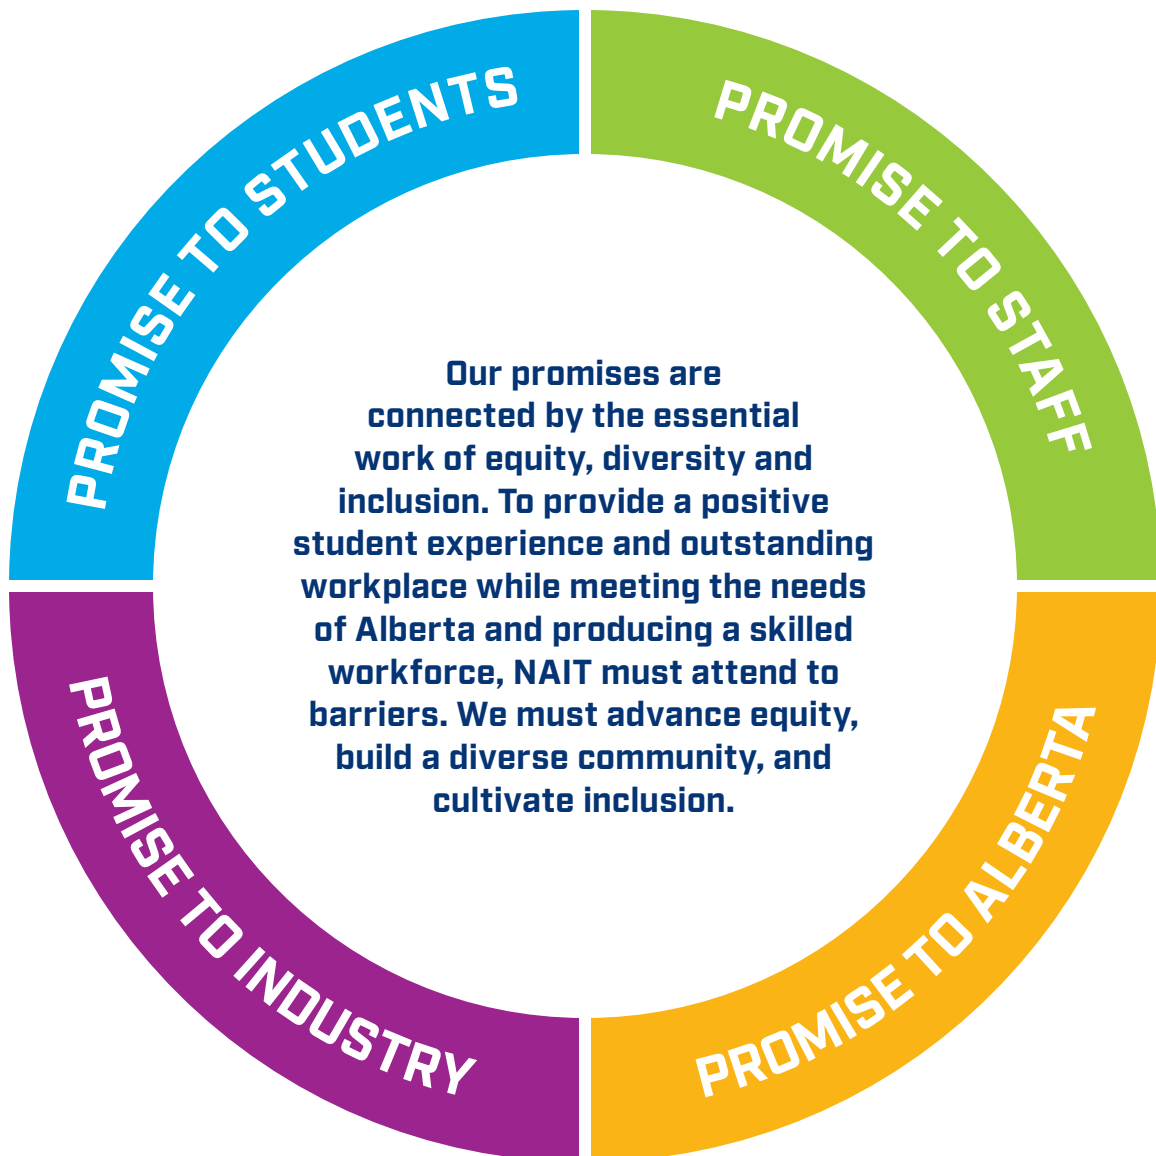 PROMISE TO STUDENTS
PROMISE TO STAFF
Our promises are
connected by the essential
work of equity, diversity and
inclusion. To provide a positive
student experience and outstanding
workplace while meeting the needs
of Alberta and producing a skilled
workforce, NAIT must attend to
barriers. We must advance equity,
build a diverse community, and
cultivate inclusion.
PROMISE TO INDUSTRY
PROMISE TO ALBERTA